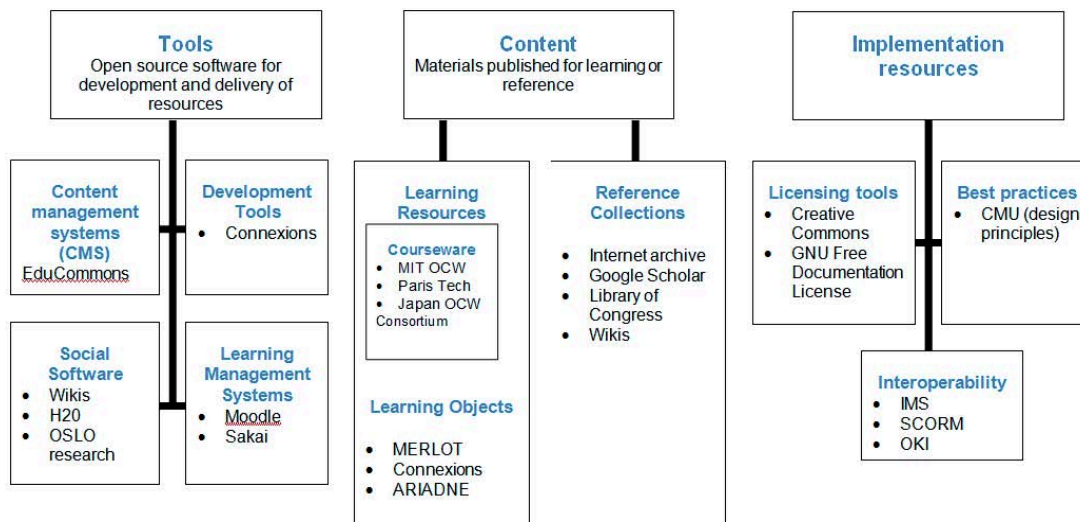 Tools
Open source software for
development and delivery of
resources
Content
management
systems
(CMS)
EduCommons
Development
Tools
• Connexions
Social
Software
• Wikis
• H20
• OSLO
research
Learning
Management
Systems
• Moodle
• Sakai
Content
Materials published for learning or
reference
Learning
Resources
Courseware
• MIT OCW
• Paris Tech
• Japan OCW
Consortium
Learning Objects
• MERLOT
• Connexions
• ARIADNE
Reference
Collections
• Internet archive
• Google Scholar
• Library of
Congress
• Wikis
Implementation
resources
Licensing tools
• Creative
Commons
• GNU Free
Documentation
License
Best practices
• CMU (design
principles)
Interoperability
• IMS
• SCORM
• OKI